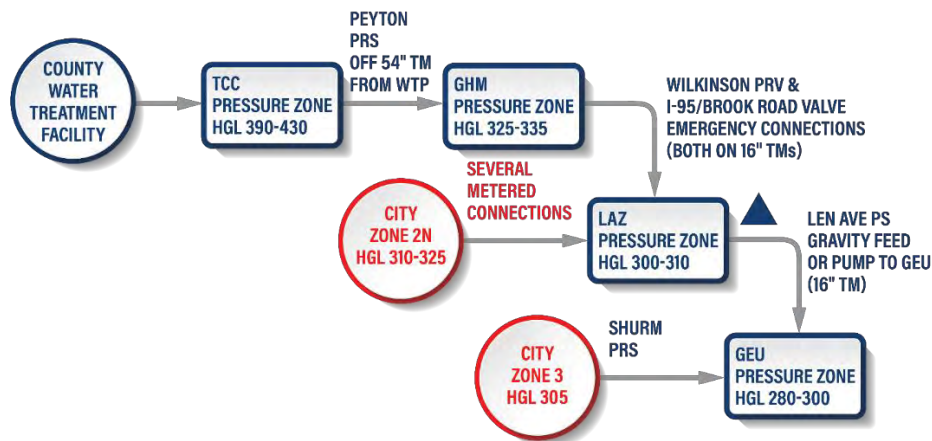 COUNTY
WATER
TREATMENT
FACILITY
TCC
PRESSURE ZONE
HGL 390-430
PEYTON
PRS
OFF 54" TM
FROM WTP
GHM
PRESSURE ZONE
HGL 325-335
WILKINSON PRV &
I-95/BROOK ROAD VALVE
EMERGENCY CONNECTIONS
(BOTH ON 16" TMs)
CITY
ZONE 2N
HGL 310-325
SEVERAL
METERED
CONNECTIONS
LAZ
PRESSURE ZONE
HGL 300-310
LEN AVE PS
GRAVITY FEED
OR PUMP TO GEU
(16" TM)
CITY
ZONE 3
HGL 305
SHURM
PRS
GEU
PRESSURE ZONE
HGL 280-300